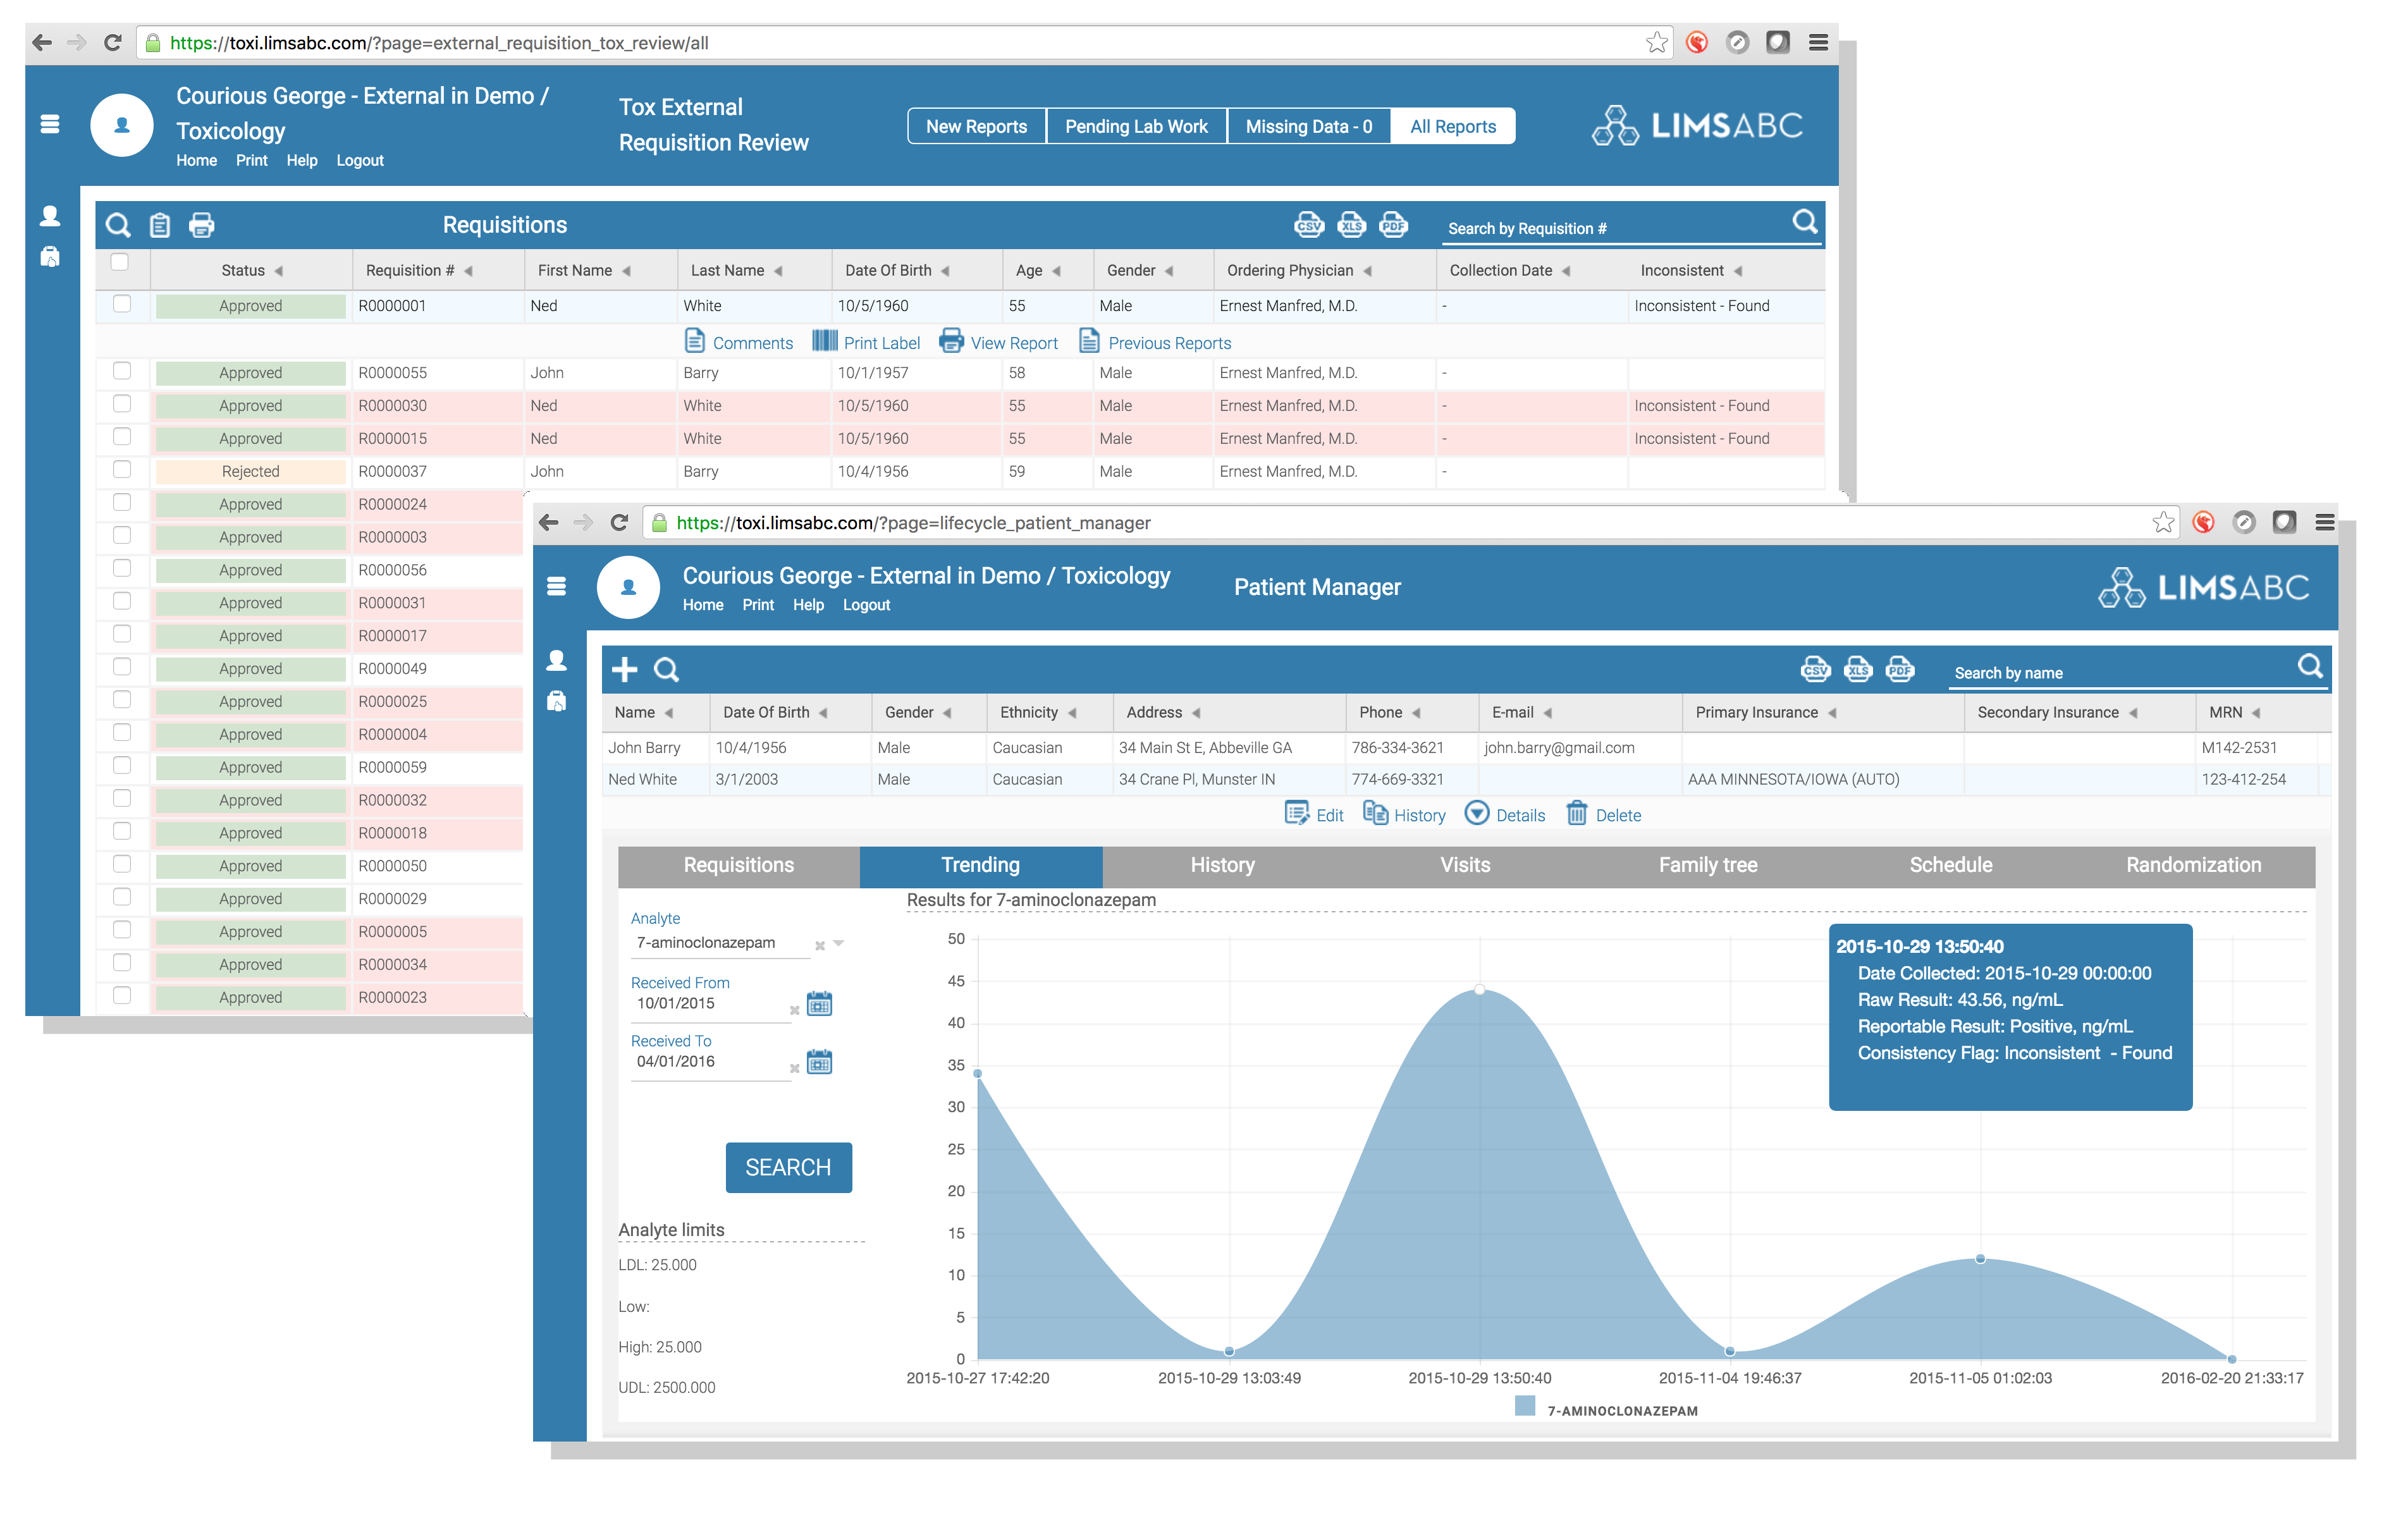 https://toxi.limsabc.com/?page=external_requisition_tox_review/all
Courious George - External in Demo /
Toxicology
Home Print Help Logout
Tox External
Requisition Review
New Reports Pending Lab Work Missing Data - 0 All Reports
LIMSABC
Requisitions
CSV XLS PDF
Search by Requisition #
Status Requisition # First Name Last Name Date Of Birth Age Gender Ordering Physician Collection Date Inconsistent
Approved R0000001 Ned White 10/5/1960 55 Male Ernest Manfred, M.D. - Inconsistent - Found
Comments Print Label View Report Previous Reports
Approved R0000055 John Barry 10/1/1957 58 Male Ernest Manfred, M.D. -
Approved R0000030 Ned White 10/5/1960 55 Male Ernest Manfred, M.D. - Inconsistent - Found
Approved R0000015 Ned White 10/5/1960 55 Male Ernest Manfred, M.D. - Inconsistent - Found
Rejected R0000037 John Barry 10/4/1956 59 Male Ernest Manfred, M.D. -
Approved R0000024
Approved R0000003
Approved R0000056
Approved R0000031
Approved R0000017
Approved R0000049
Approved R0000025
Approved R0000004
Approved R0000059
Approved R0000032
Approved R0000018
Approved R0000050
Approved R0000029
Approved R0000005
Approved R0000034
Approved R0000023
https://toxi.limsabc.com/?page=lifecycle_patient_manager
Courious George - External in Demo / Toxicology
Home Print Help Logout
Patient Manager
LIMSABC
CSV XLS PDF
Search by name
Name Date Of Birth Gender Ethnicity Address Phone E-mail Primary Insurance Secondary Insurance MRN
John Barry 10/4/1956 Male Caucasian 34 Main St E, Abbeville GA 786-334-3621 john.barry@gmail.com M142-2531
Ned White 3/1/2003 Male Caucasian 34 Crane Pl, Munster IN 774-669-3321 AAA MINNESOTA/IOWA (AUTO) 123-412-254
Edit History Details Delete
Requisitions Trending History Visits Family tree Schedule Randomization
Analyte
7-aminoclonazepam
Received From
10/01/2015
Received To
04/01/2016
SEARCH
Analyte limits
LDL: 25.000
Low:
High: 25.000
UDL: 2500.000
Results for 7-aminoclonazepam
50
45
40
35
30
25
20
15
10
5
0
2015-10-29 13:50:40
Date Collected: 2015-10-29 00:00:00
Raw Result: 43.56, ng/mL
Reportable Result: Positive, ng/mL
Consistency Flag: Inconsistent - Found
2015-10-27 17:42:20 2015-10-29 13:03:49 2015-10-29 13:50:40 2015-11-04 19:46:37 2015-11-05 01:02:03 2016-02-20 21:33:17
7-AMINOCLONAZEPAM